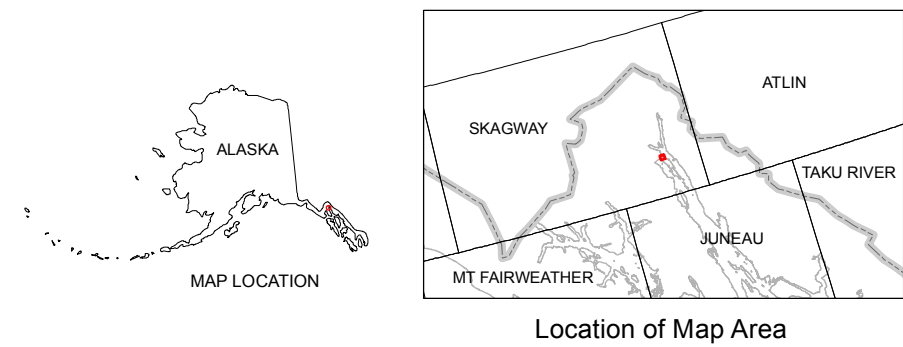 ALASKA
MAP LOCATION
ATLIN
SKAGWAY
TAKU RIVER
JUNEAU
MT FAIRWEATHER
Location of Map Area